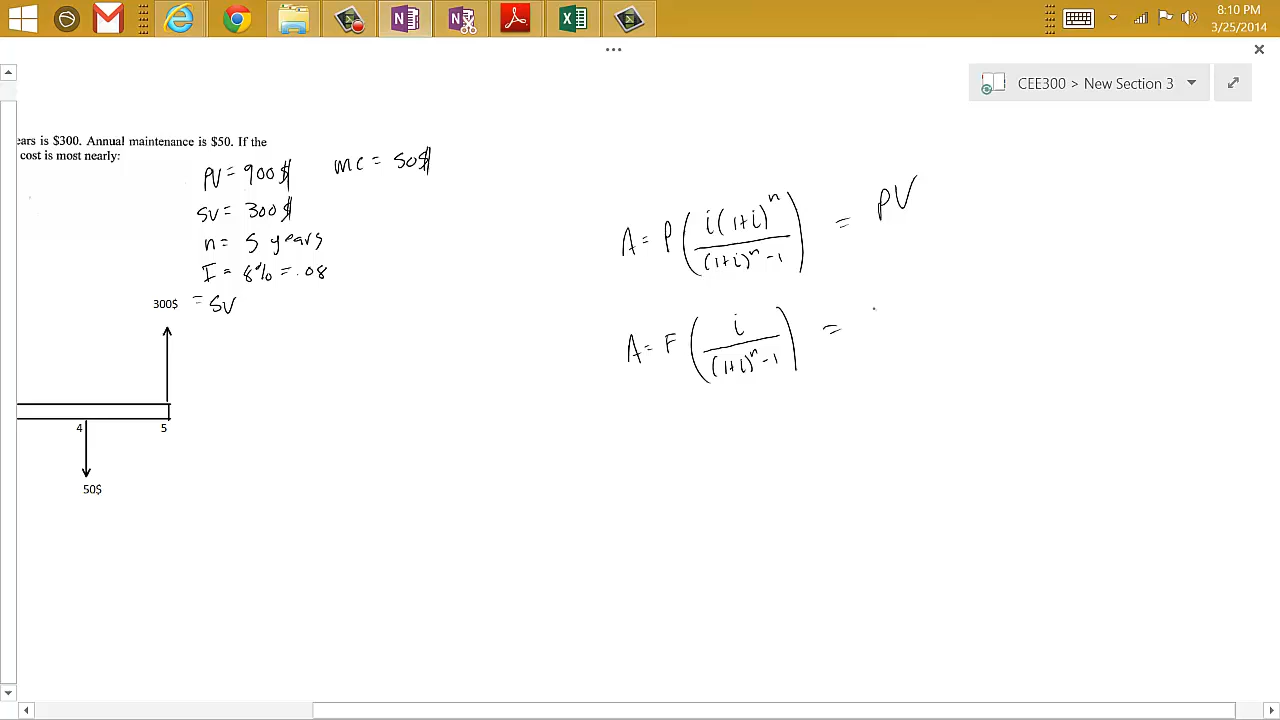 8:10 PM
3/25/2014
CEE300 > New Section 3
ears is $300. Annual maintenance is $50. If the
cost is most nearly:
PV = 900$
MC = 50$
SV = 300$
n = 5 years
I = 8% = .08
= SV
300$
4
5
50$
A = P ( i(1+i)^n / (1+i)^n - 1 ) = PV
A = F ( i / (1+i)^n - 1 ) =